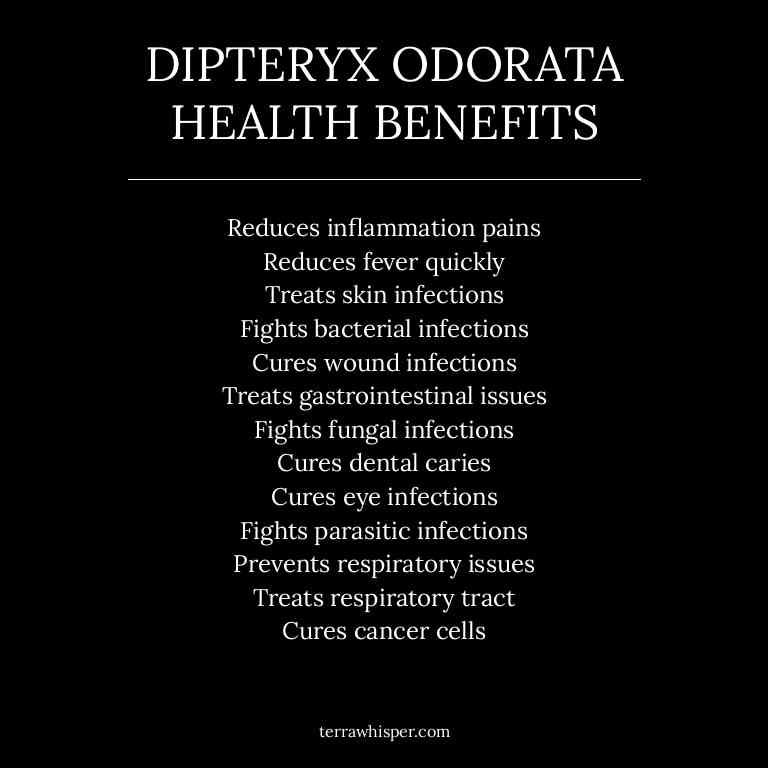 DIPTERYX ODORATA
HEALTH BENEFITS
Reduces inflammation pains
Reduces fever quickly
Treats skin infections
Fights bacterial infections
Cures wound infections
Treats gastrointestinal issues
Fights fungal infections
Cures dental caries
Cures eye infections
Fights parasitic infections
Prevents respiratory issues
Treats respiratory tract
Cures cancer cells
terrawhisper.com